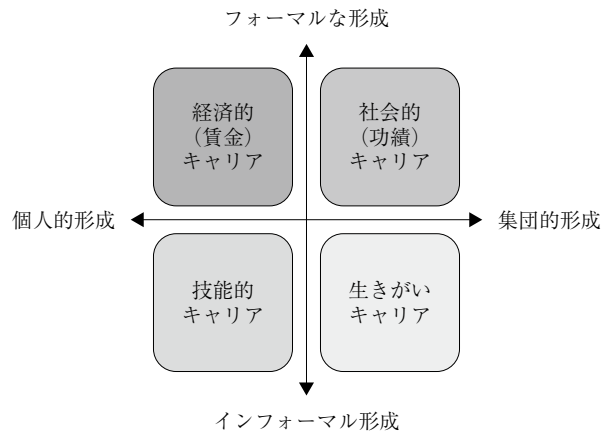 フォーマルな形成
経済的
（賃金）
キャリア
社会的
（功績）
キャリア
個人的形成
集団的形成
技能的
キャリア
生きがい
キャリア
インフォーマル形成